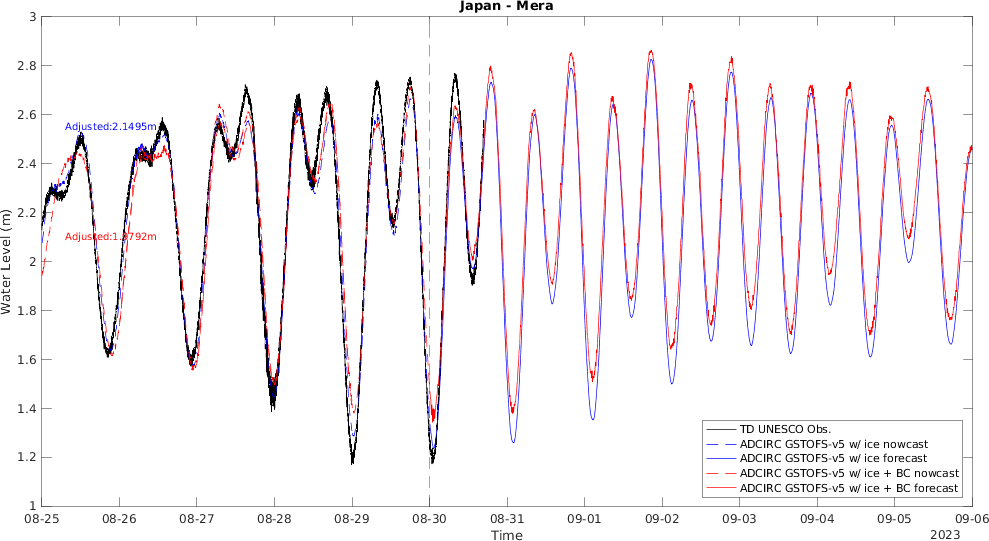 Japan - Mera
3
2.8
2.6
2.4
2.2
2
1.8
1.6
1.4
1.2
1
Water Level (m)
Adjusted:2.1495m
TD UNESCO Obs.
ADCIRC GSTOFS-v5 w/ ice nowcast
ADCIRC GSTOFS-v5 w/ ice forecast
ADCIRC GSTOFS-v5 w/ ice + BC nowcast
ADCIRC GSTOFS-v5 w/ ice + BC forecast
08-25 08-26 08-27 08-28 08-29 08-30 08-31 09-01 09-02 09-03 09-04 09-05 09-06
Time
2023